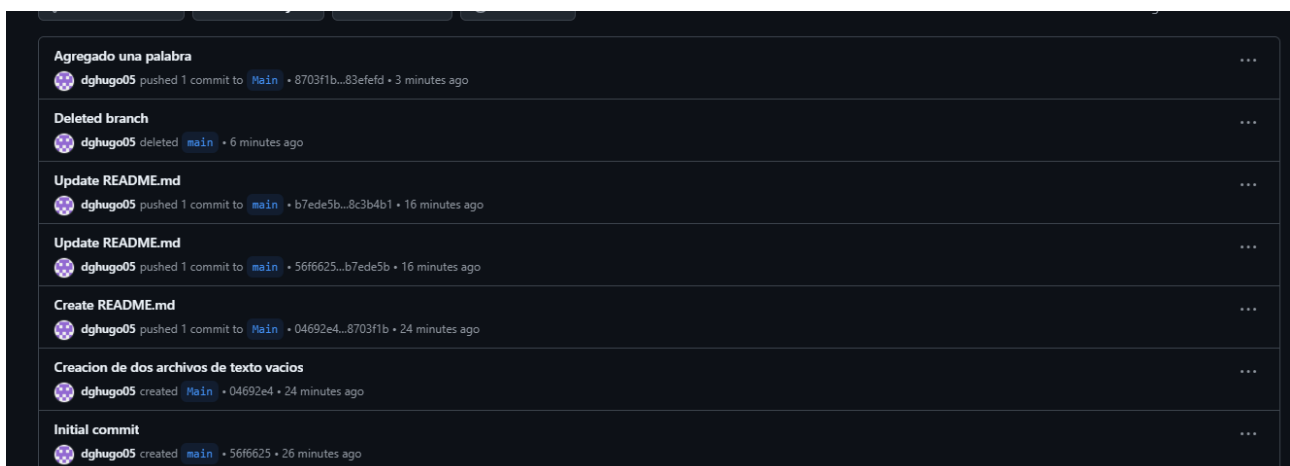 Agregado una palabra
dghugo05 pushed 1 commit to Main • 8703f1b...83efefd • 3 minutes ago
Deleted branch
dghugo05 deleted main • 6 minutes ago
Update README.md
dghugo05 pushed 1 commit to main • b7ede5b...8c3b4b1 • 16 minutes ago
Update README.md
dghugo05 pushed 1 commit to main • 56f6625...b7ede5b • 16 minutes ago
Create README.md
dghugo05 pushed 1 commit to Main • 04692e4...8703f1b • 24 minutes ago
Creacion de dos archivos de texto vacios
dghugo05 created Main • 04692e4 • 24 minutes ago
Initial commit
dghugo05 created main • 56f6625 • 26 minutes ago